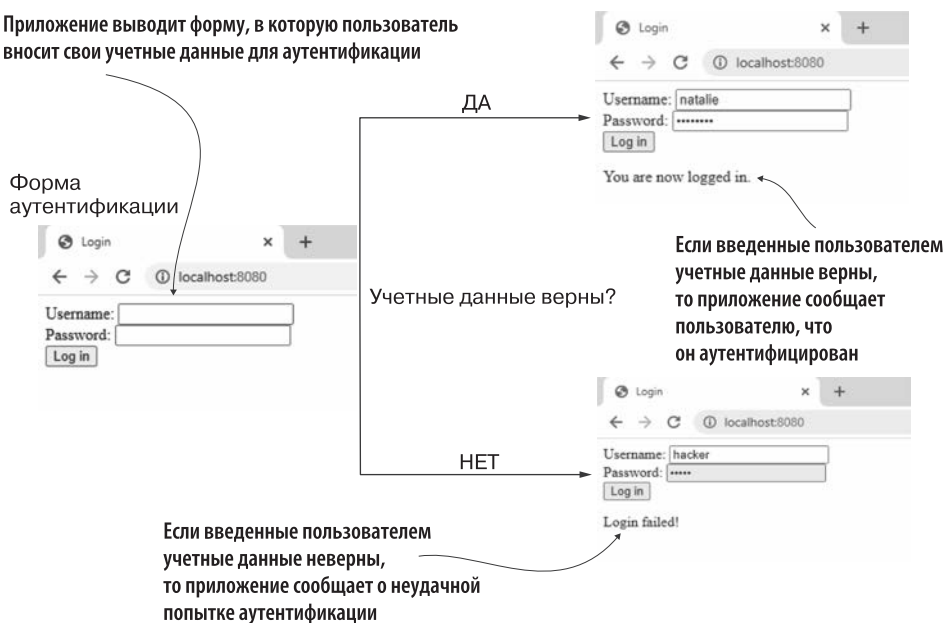 Приложение выводит форму, в которую пользователь
вносит свои учетные данные для аутентификации
Форма
аутентификации
Login
localhost:8080
Username:
Password:
Log in
Учетные данные верны?
ДА
Login
localhost:8080
Username: natalie
Password: ••••••••
Log in
You are now logged in.
Если введенные пользователем
учетные данные верны,
то приложение сообщает
пользователю, что
он аутентифицирован
НЕТ
Login
localhost:8080
Username: hacker
Password: •••••
Log in
Login failed!
Если введенные пользователем
учетные данные неверны,
то приложение сообщает о неудачной
попытке аутентификации